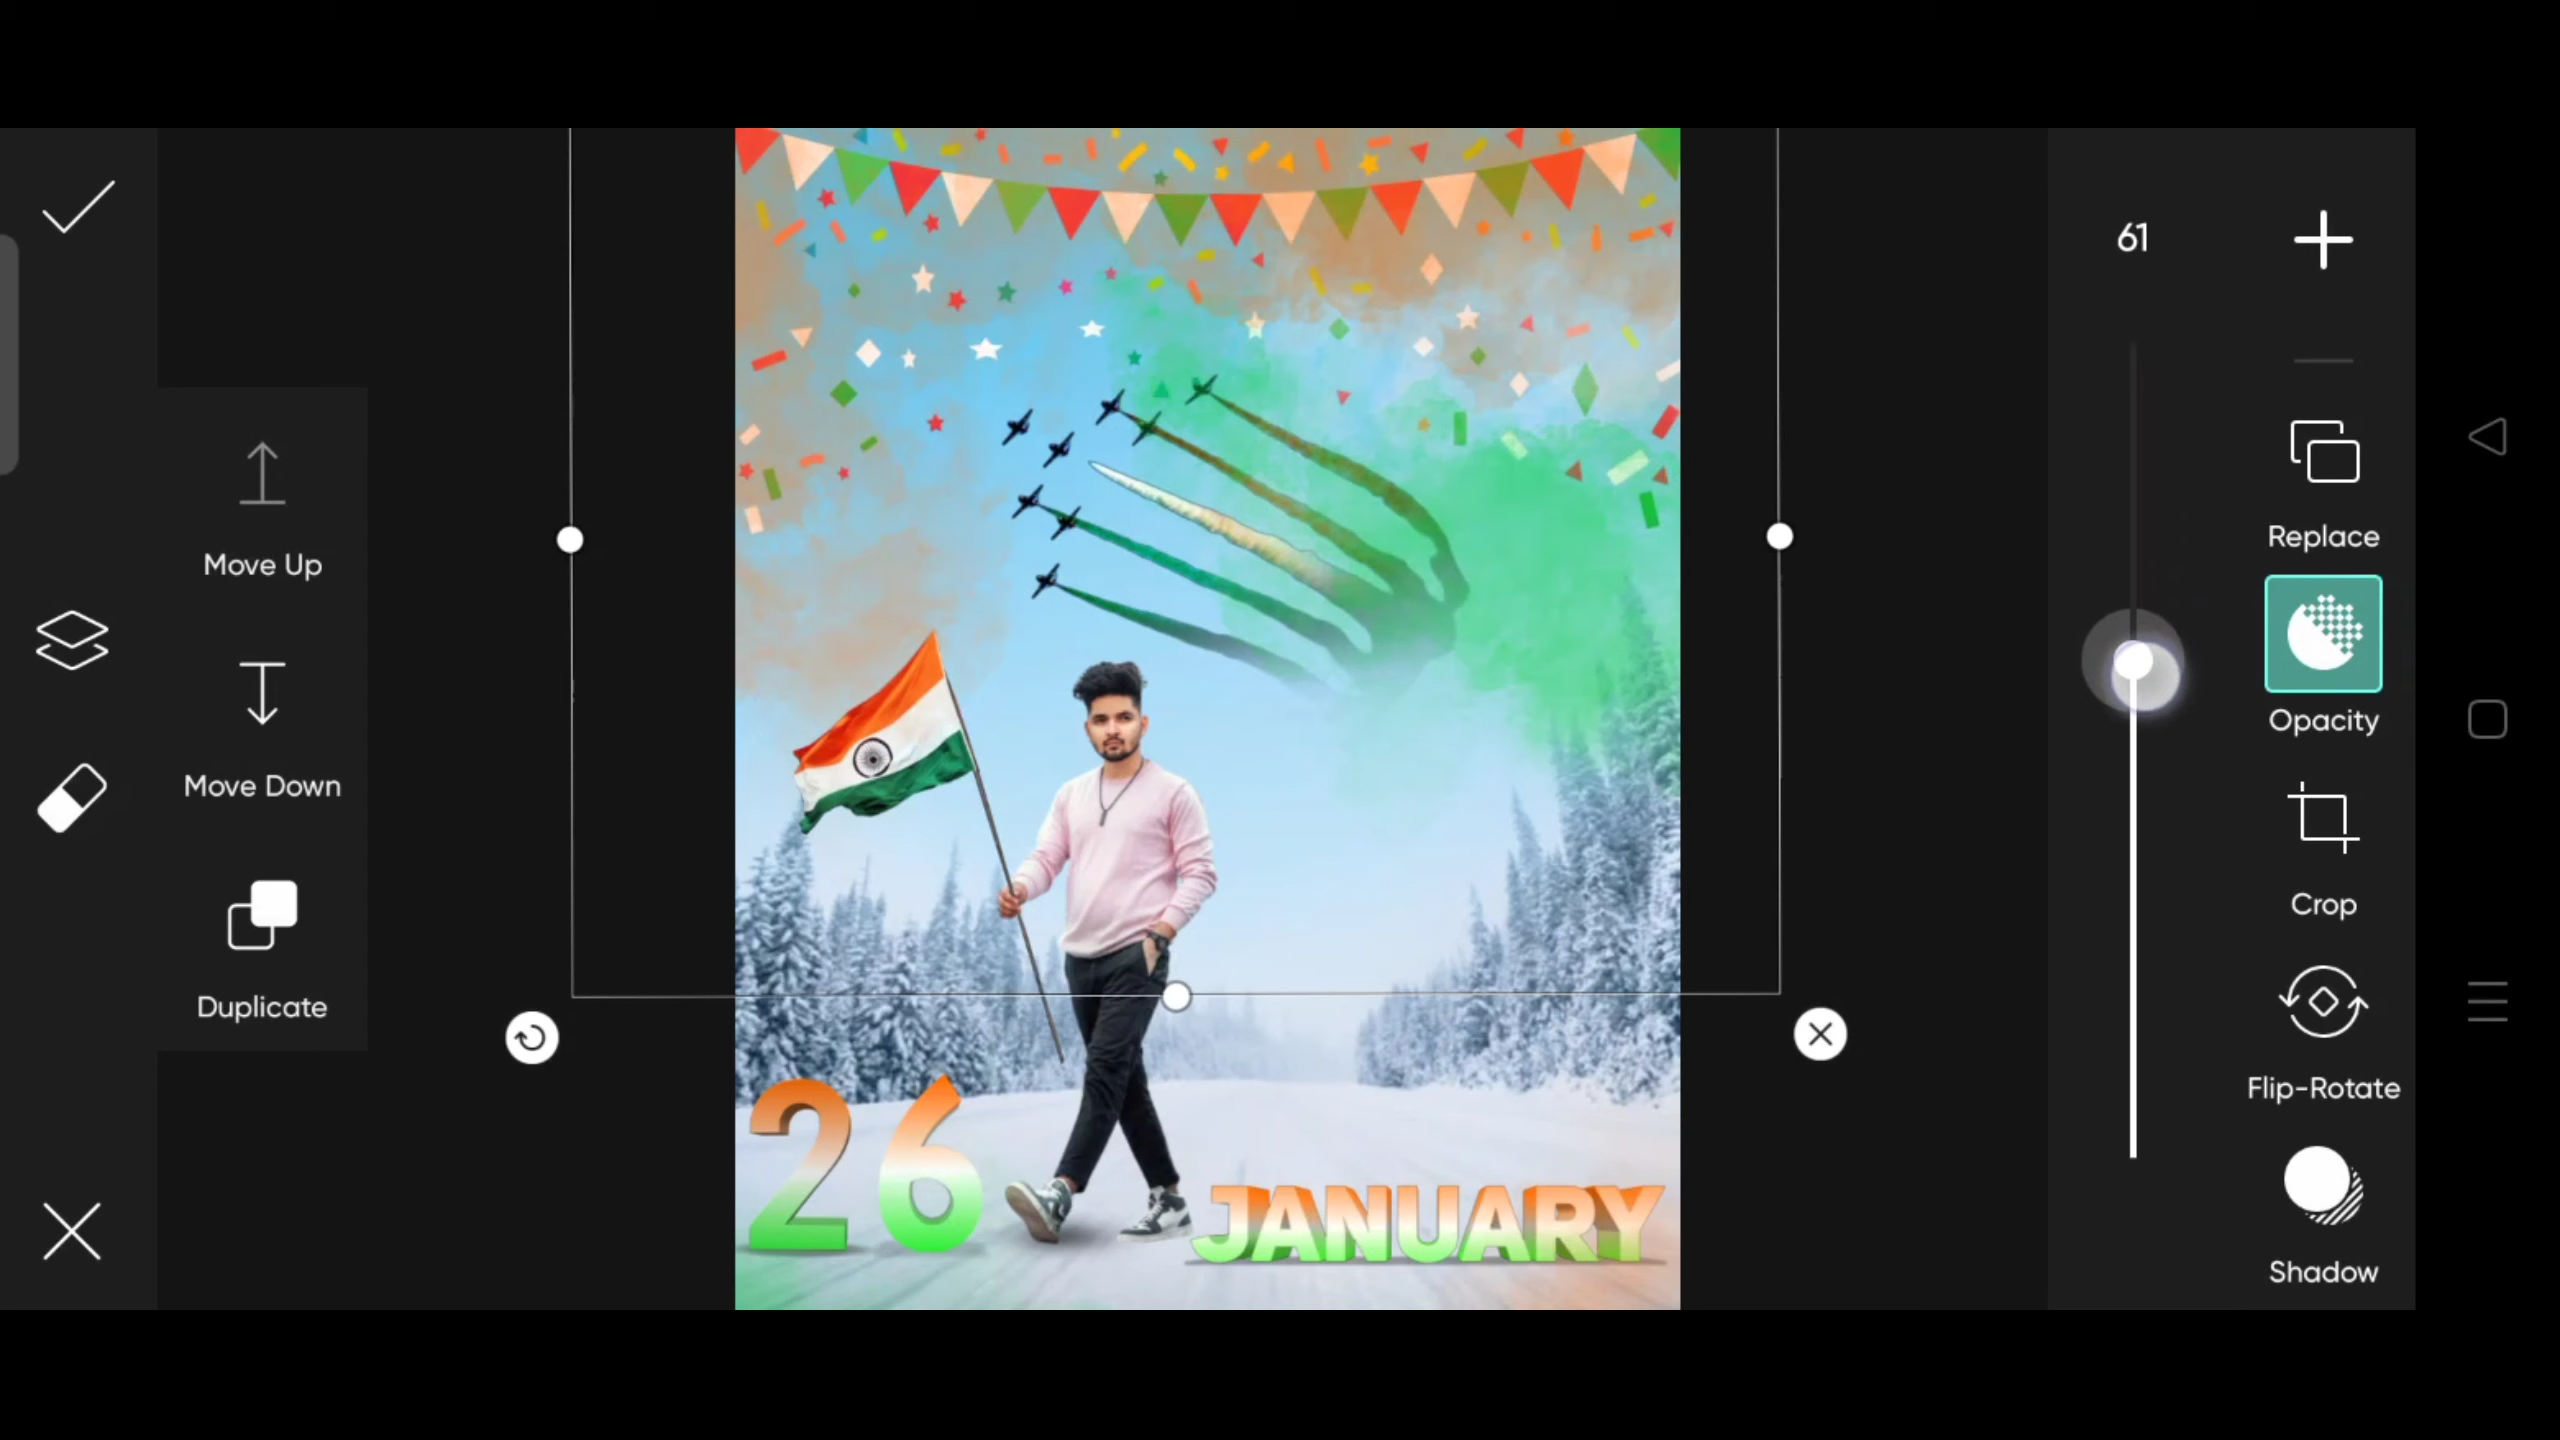 61
Move Up
Replace
Opacity
Move Down
Crop
Duplicate
Flip-Rotate
26
JANUARY
Shadow